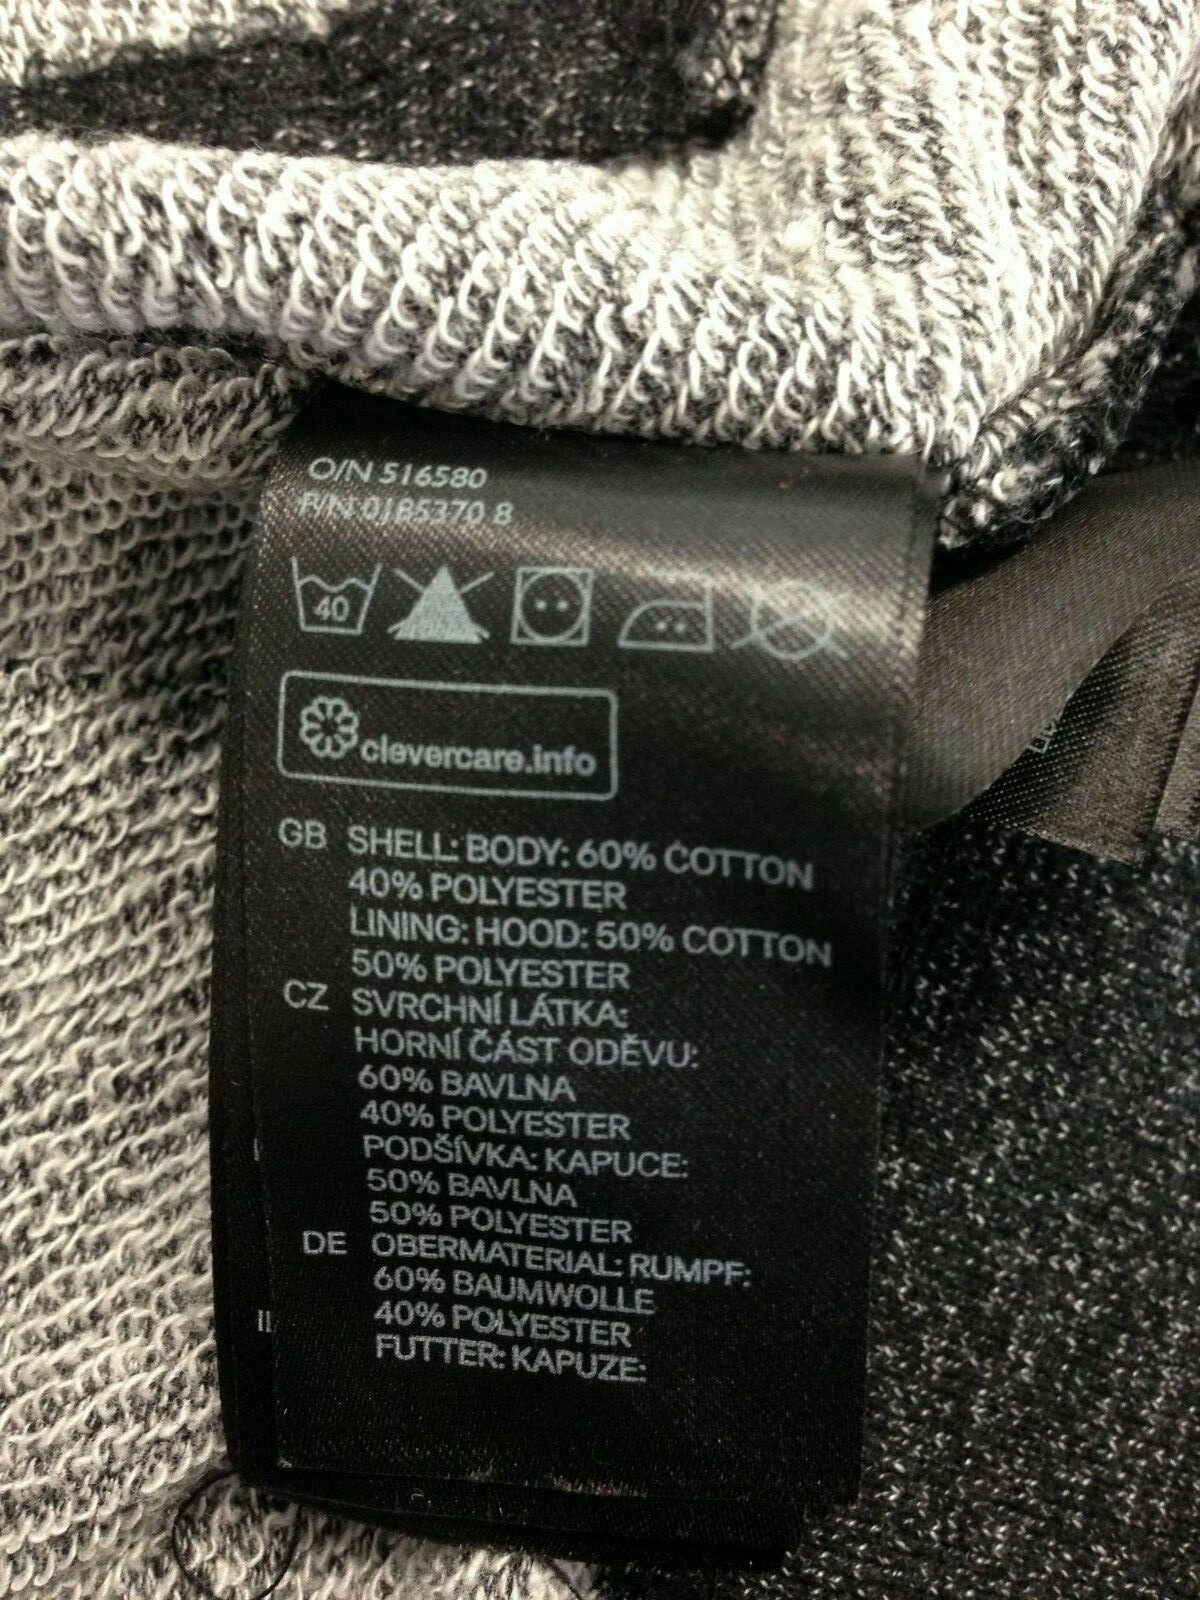 O/N 516580
P/N 0185370 8
40
clevercare.info
GB SHELL: BODY: 60% COTTON
40% POLYESTER
LINING: HOOD: 50% COTTON
50% POLYESTER
CZ SVRCHNÍ LÁTKA:
HORNÍ ČÁST ODĚVU:
60% BAVLNA
40% POLYESTER
PODŠÍVKA: KAPUCE:
50% BAVLNA
50% POLYESTER
DE OBERMATERIAL: RUMPF:
60% BAUMWOLLE
40% POLYESTER
FUTTER: KAPUZE: